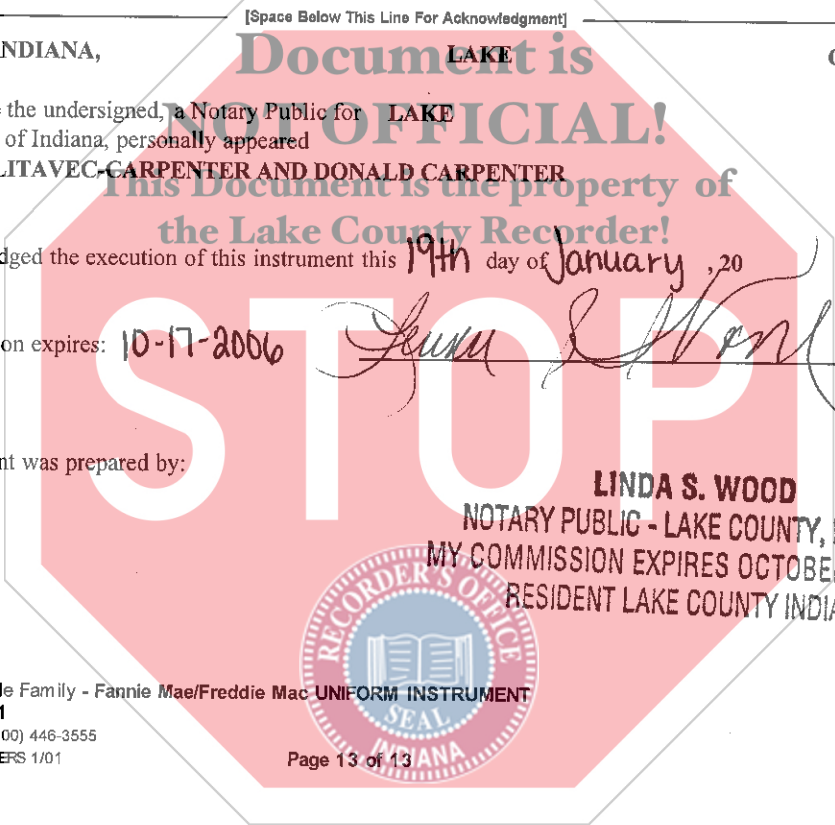 [Space Below This Line For Acknowledgment]
NDIANA, LAKE
Document is
the undersigned, a Notary Public for LAKE
NOT OFFICIAL!
of Indiana, personally appeared
LITAVEC-CARPENTER AND DONALD CARPENTER
This Document is the property of
the Lake County Recorder!
dged the execution of this instrument this 19th day of January , 20
on expires: 10-17-2006
STOP
nt was prepared by:
LINDA S. WOOD
NOTARY PUBLIC - LAKE COUNTY,
MY COMMISSION EXPIRES OCTOBE
RESIDENT LAKE COUNTY INDIA
RECORDER'S OFFICE
SEAL
INDIANA
le Family - Fannie Mae/Freddie Mac UNIFORM INSTRUMENT
1
00) 446-3555
ERS 1/01 Page 13 of 13